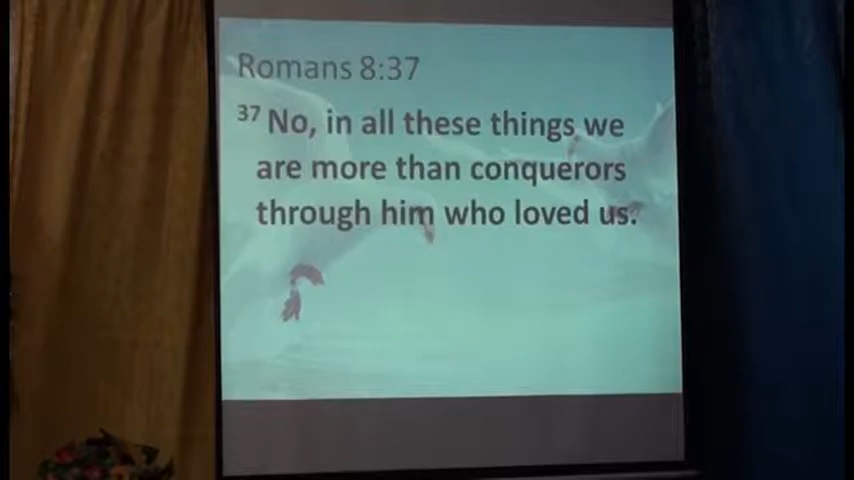 Romans 8:37
37 No, in all these things we
are more than conquerors
through him who loved us.